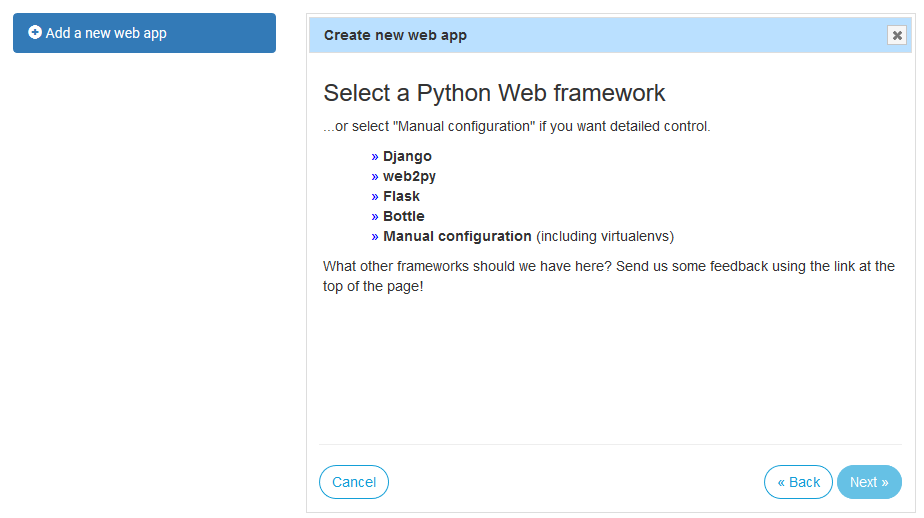 Add a new web app
Create new web app
Select a Python Web framework
...or select "Manual configuration" if you want detailed control.
» Django
» web2py
» Flask
» Bottle
» Manual configuration (including virtualenvs)
What other frameworks should we have here? Send us some feedback using the link at the
top of the page!
Cancel
« Back
Next »